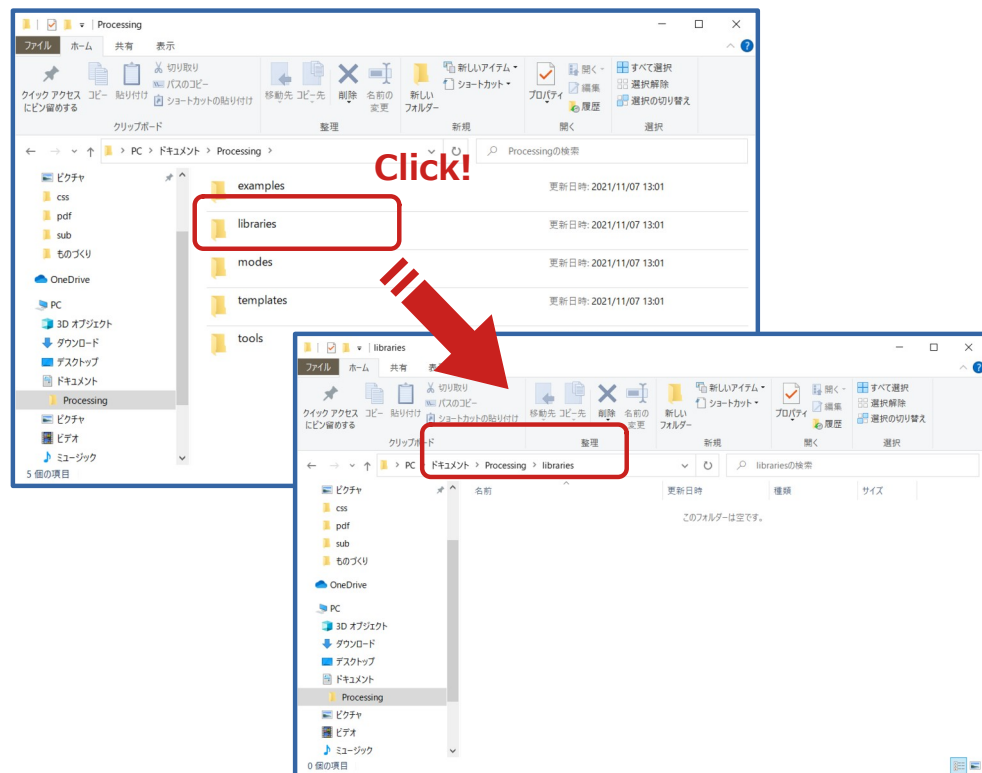 Processing
ファイル ホーム 共有 表示
クイック アクセス
にピン留めする
コピー 貼り付け
切り取り
パスのコピー
ショートカットの貼り付け
移動先 コピー先 削除 名前の
変更
新しい
フォルダー
新しいアイテム
ショートカット
プロパティ
開く
編集
履歴
すべて選択
選択解除
選択の切り替え
クリップボード 整理 新規 開く 選択
PC > ドキュメント > Processing >
Processingの検索
Click!
ピクチャ
css
pdf
sub
ものづくり
OneDrive
PC
3D オブジェクト
ダウンロード
デスクトップ
ドキュメント
Processing
ピクチャ
ビデオ
ミュージック
5 個の項目
examples 更新日時: 2021/11/07 13:01
libraries 更新日時: 2021/11/07 13:01
modes 更新日時: 2021/11/07 13:01
templates 更新日時: 2021/11/07 13:01
tools
libraries
ファイル ホーム 共有
クイック アクセス
にピン留めする
コピー 貼り付け
切り取り
パスのコピー
ショートカットの貼り付け
移動先 コピー先 削除 名前の
変更
新しい
フォルダー
新しいアイテム
ショートカット
プロパティ
開く
編集
履歴
すべて選択
選択解除
選択の切り替え
クリップボード 整理 新規 開く 選択
PC > ドキュメント > Processing > libraries
librariesの検索
名前 更新日時 種類 サイズ
このフォルダーは空です。
ピクチャ
css
pdf
sub
ものづくり
OneDrive
PC
3D オブジェクト
ダウンロード
デスクトップ
ドキュメント
Processing
ピクチャ
ビデオ
ミュージック
0 個の項目